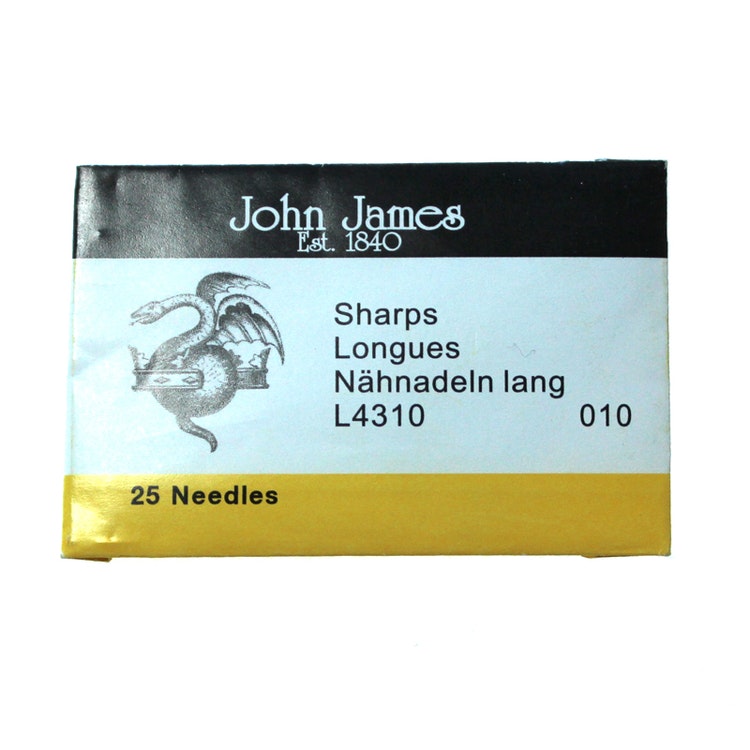 John James
Est. 1840
Sharps
Longues
Nähnadeln lang
L4310 010
25 Needles